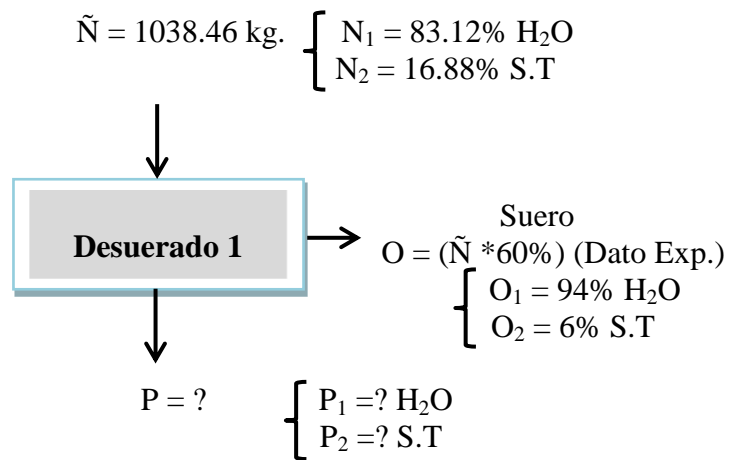 Ñ = 1038.46 kg.
N₁ = 83.12% H₂O
N₂ = 16.88% S.T
Desuerado 1
Suero
O = (Ñ *60%) (Dato Exp.)
O₁ = 94% H₂O
O₂ = 6% S.T
P = ?
P₁ =? H₂O
P₂ =? S.T